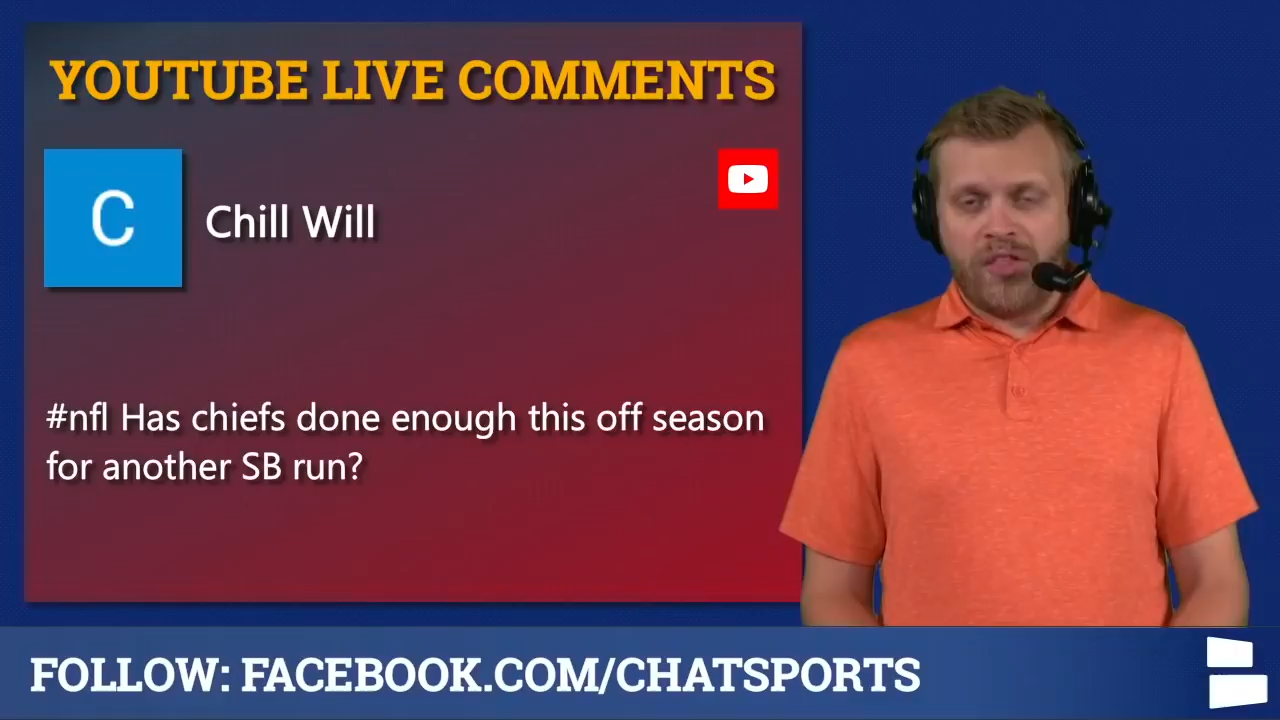 YOUTUBE LIVE COMMENTS
C
Chill Will
#nfl Has chiefs done enough this off season
for another SB run?
FOLLOW: FACEBOOK.COM/CHATSPORTS